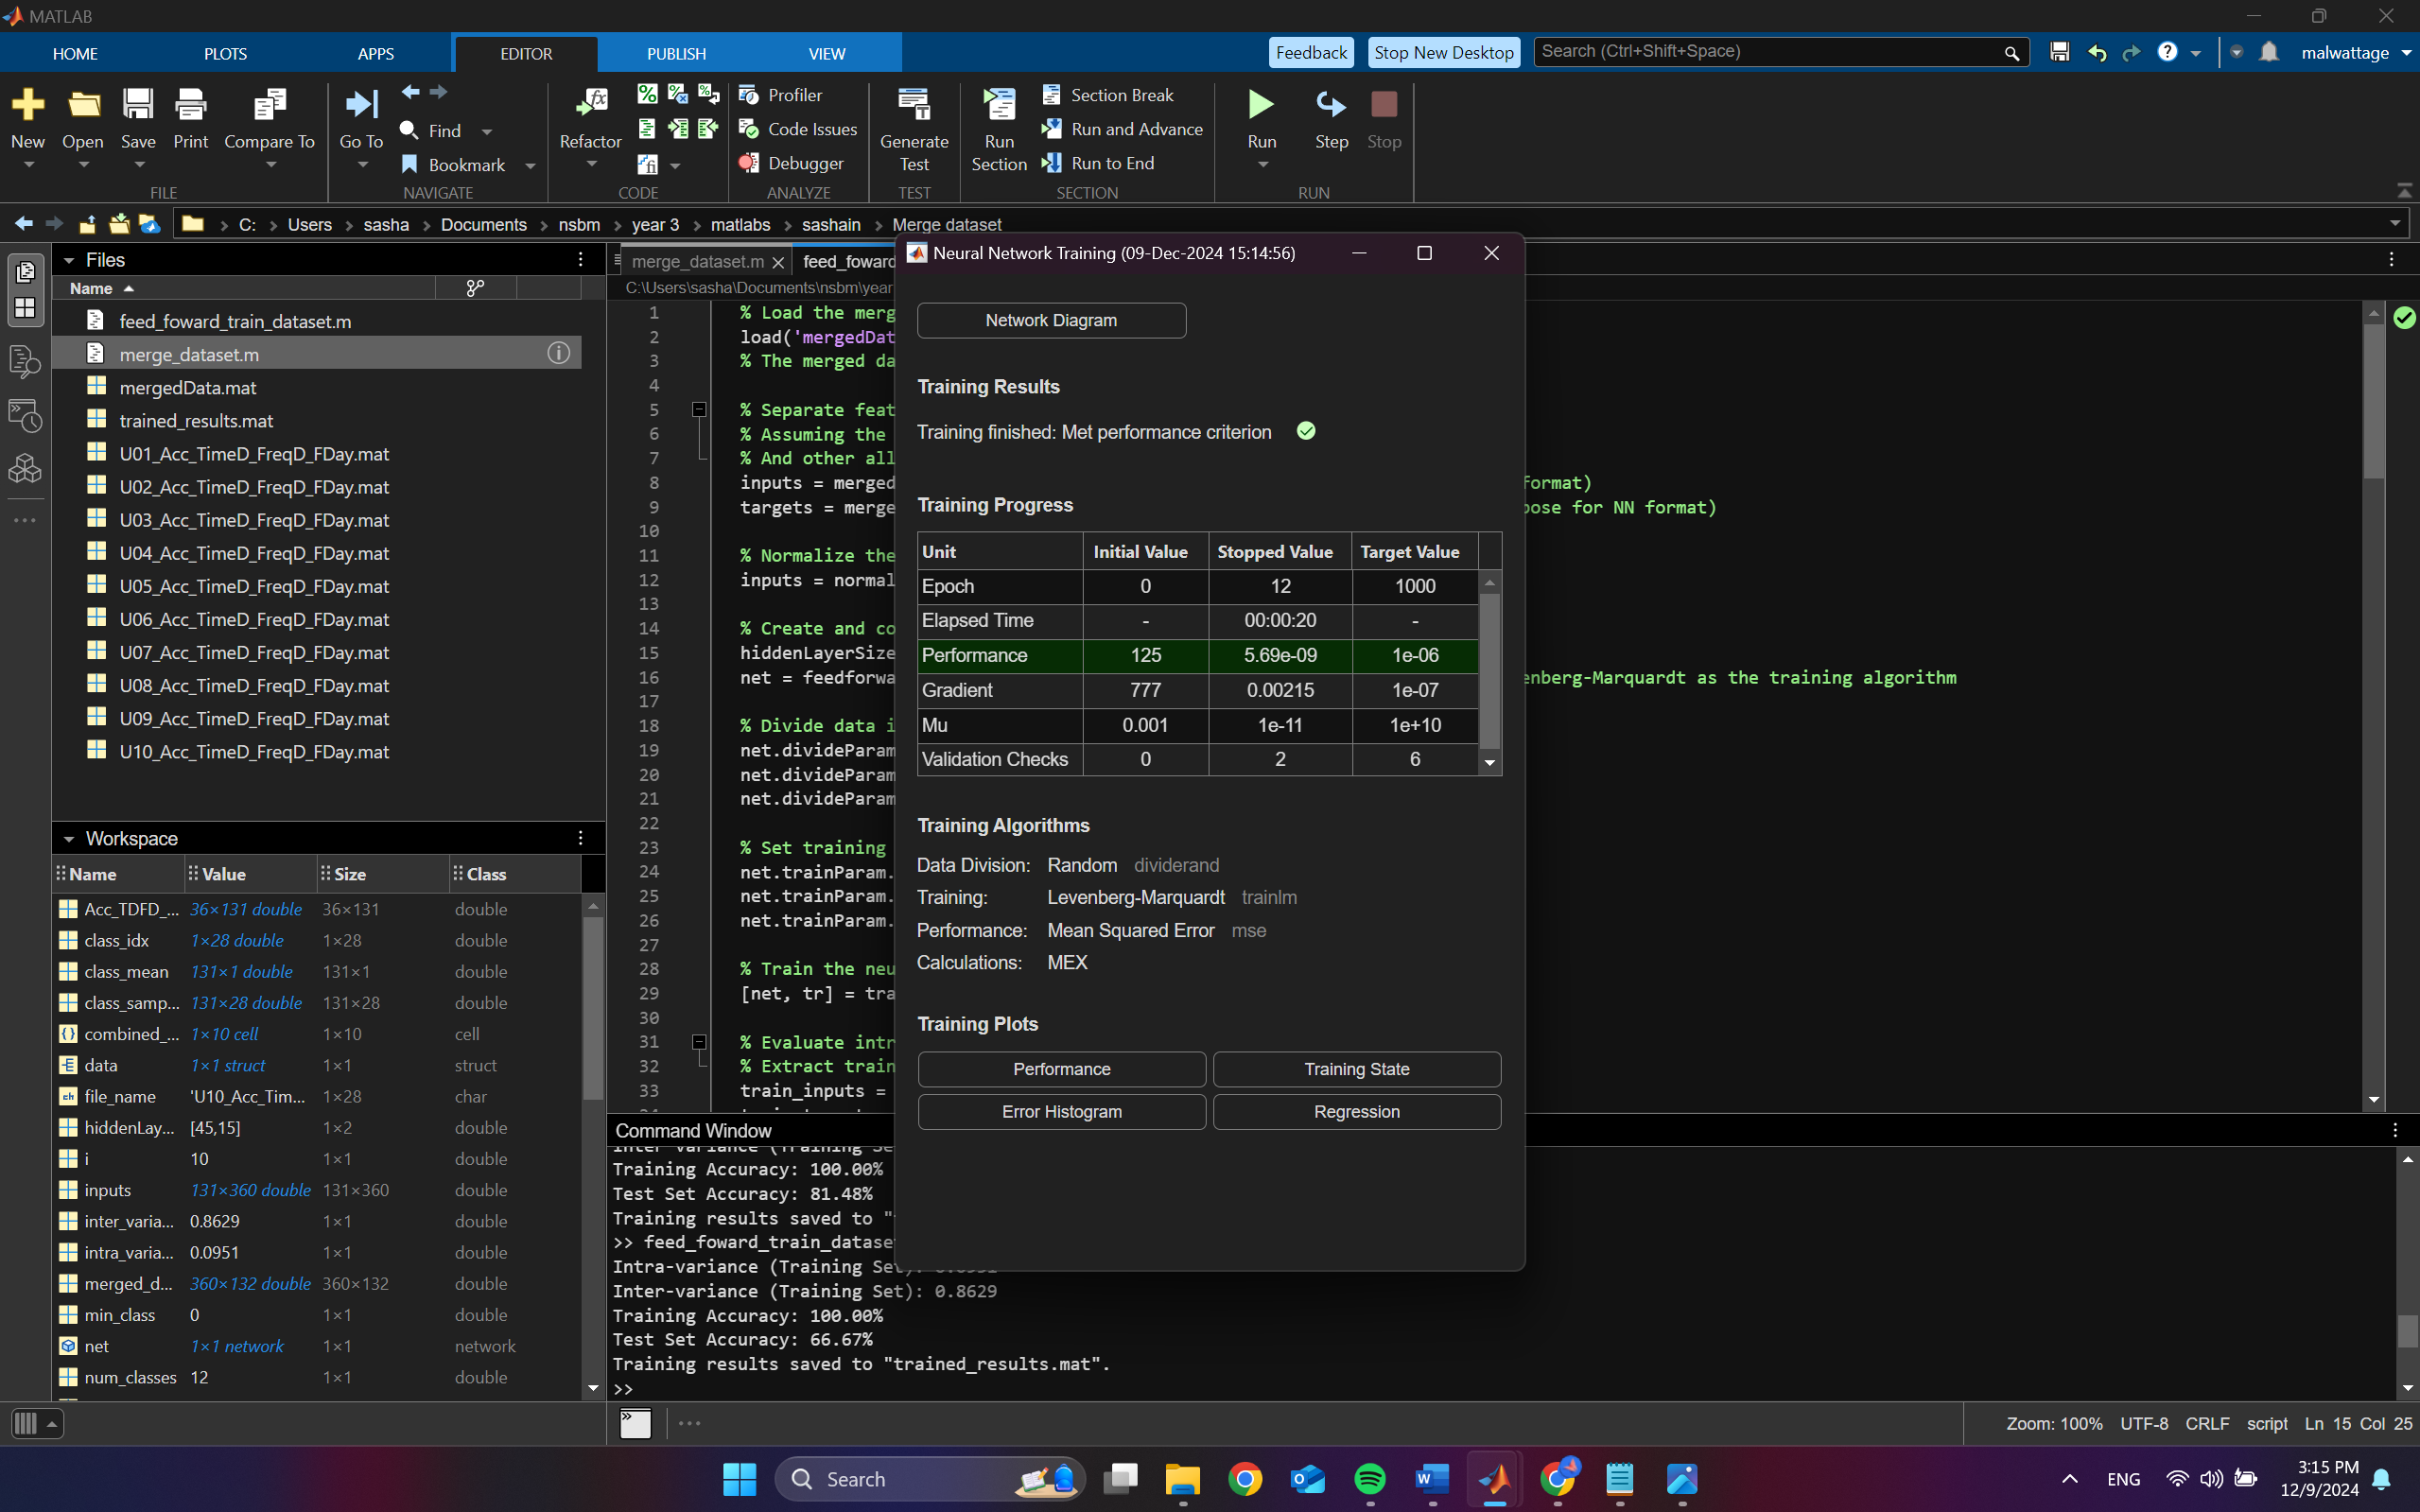 MATLAB
HOME
PLOTS
APPS
EDITOR
PUBLISH
VIEW
Feedback
Stop New Desktop
Search (Ctrl+Shift+Space)
malwattage
New
Open
Save
Print
Compare To
FILE
Go To
Find
Bookmark
NAVIGATE
Refactor
CODE
Profiler
Code Issues
Debugger
ANALYZE
Generate
Test
TEST
Run
Section
Section Break
Run and Advance
Run to End
SECTION
Run
Step
Stop
RUN
C: > Users > sasha > Documents > nsbm > year 3 > matlabs > sashain > Merge dataset
Files
Name
feed_foward_train_dataset.m
merge_dataset.m
mergedData.mat
trained_results.mat
U01_Acc_TimeD_FreqD_FDay.mat
U02_Acc_TimeD_FreqD_FDay.mat
U03_Acc_TimeD_FreqD_FDay.mat
U04_Acc_TimeD_FreqD_FDay.mat
U05_Acc_TimeD_FreqD_FDay.mat
U06_Acc_TimeD_FreqD_FDay.mat
U07_Acc_TimeD_FreqD_FDay.mat
U08_Acc_TimeD_FreqD_FDay.mat
U09_Acc_TimeD_FreqD_FDay.mat
U10_Acc_TimeD_FreqD_FDay.mat
Workspace
Name Value Size Class
Acc_TDFD_... 36×131 double 36×131 double
class_idx 1×28 double 1×28 double
class_mean 131×1 double 131×1 double
class_samp... 131×28 double 131×28 double
combined_... 1×10 cell 1×10 cell
data 1×1 struct 1×1 struct
file_name 'U10_Acc_Tim... 1×28 char
hiddenLay... [45,15] 1×2 double
i 10 1×1 double
inputs 131×360 double 131×360 double
inter_varia... 0.8629 1×1 double
intra_varia... 0.0951 1×1 double
merged_d... 360×132 double 360×132 double
min_class 0 1×1 double
net 1×1 network 1×1 network
num_classes 12 1×1 double
merge_dataset.m
feed_foward
C:\Users\sasha\Documents\nsbm\year
1 % Load the merg
2 load('mergedDat
3 % The merged da
4
5 % Separate feat
6 % Assuming the
7 % And other all
8 inputs = merged format)
9 targets = merge pose for NN format)
10
11 % Normalize the
12 inputs = normal
13
14 % Create and co
15 hiddenLayerSize
16 net = feedforwa enberg-Marquardt as the training algorithm
17
18 % Divide data i
19 net.divideParam
20 net.divideParam
21 net.divideParam
22
23 % Set training
24 net.trainParam.
25 net.trainParam.
26 net.trainParam.
27
28 % Train the neu
29 [net, tr] = tra
30
31 % Evaluate intr
32 % Extract train
33 train_inputs =
Neural Network Training (09-Dec-2024 15:14:56)
Network Diagram
Training Results
Training finished: Met performance criterion
Training Progress
Unit Initial Value Stopped Value Target Value
Epoch 0 12 1000
Elapsed Time - 00:00:20 -
Performance 125 5.69e-09 1e-06
Gradient 777 0.00215 1e-07
Mu 0.001 1e-11 1e+10
Validation Checks 0 2 6
Training Algorithms
Data Division: Random dividerand
Training: Levenberg-Marquardt trainlm
Performance: Mean Squared Error mse
Calculations: MEX
Training Plots
Performance
Training State
Error Histogram
Regression
Command Window
Training Accuracy: 100.00%
Test Set Accuracy: 81.48%
Training results saved to "
>> feed_foward_train_datase
Intra-variance (Training Set):
Inter-variance (Training Set): 0.8629
Training Accuracy: 100.00%
Test Set Accuracy: 66.67%
Training results saved to "trained_results.mat".
>>
Zoom: 100% UTF-8 CRLF script Ln 15 Col 25
Search
ENG
3:15 PM
12/9/2024